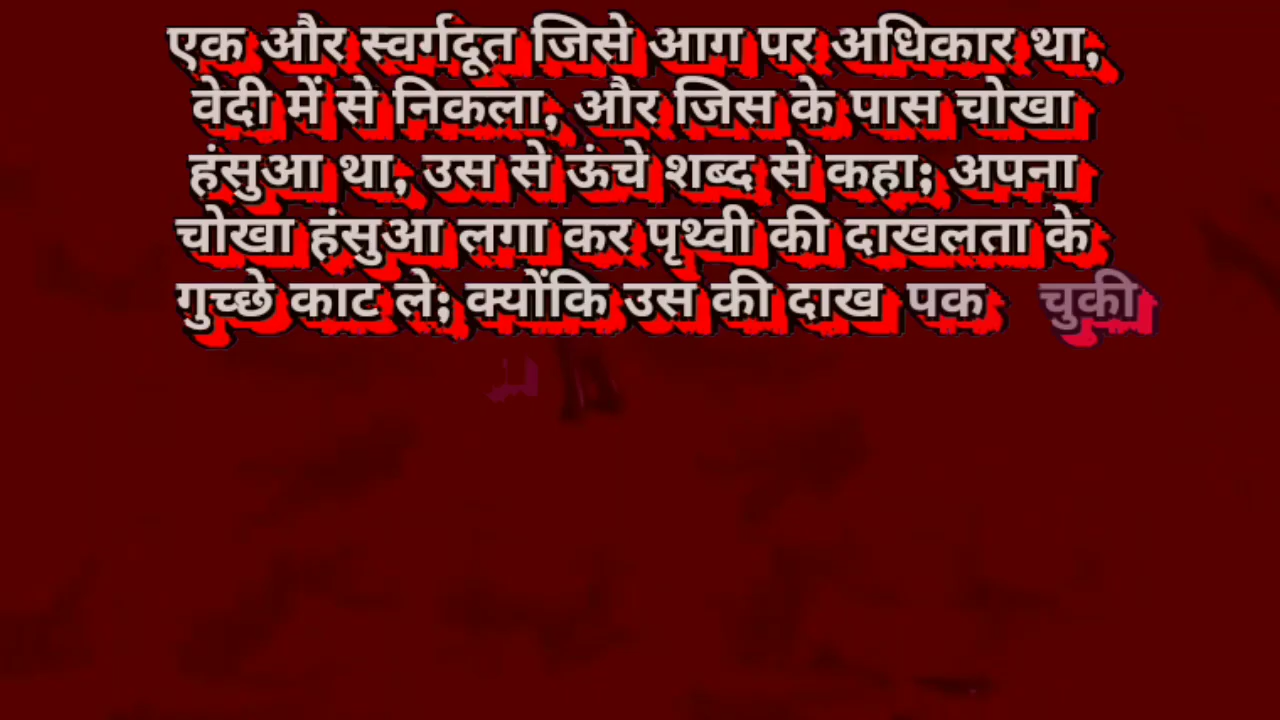 एक और स्वर्गदूत जिसे आग पर अधिकार था,
वेदी में से निकला, और जिस के पास चोखा
हंसुआ था, उस से ऊंचे शब्द से कहा; अपना
चोखा हंसुआ लगा कर पृथ्वी की दाखलता के
गुच्छे काट ले; क्योंकि उस की दाख पक चुकी